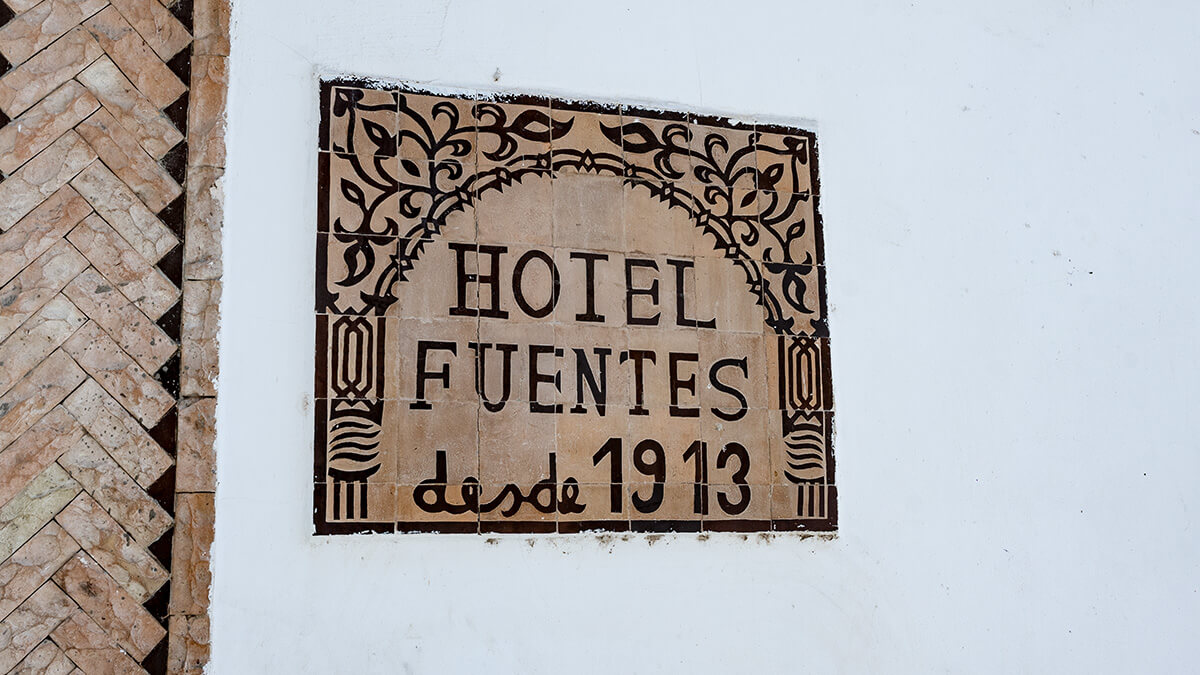 HOTEL
FUENTES
desde 1913